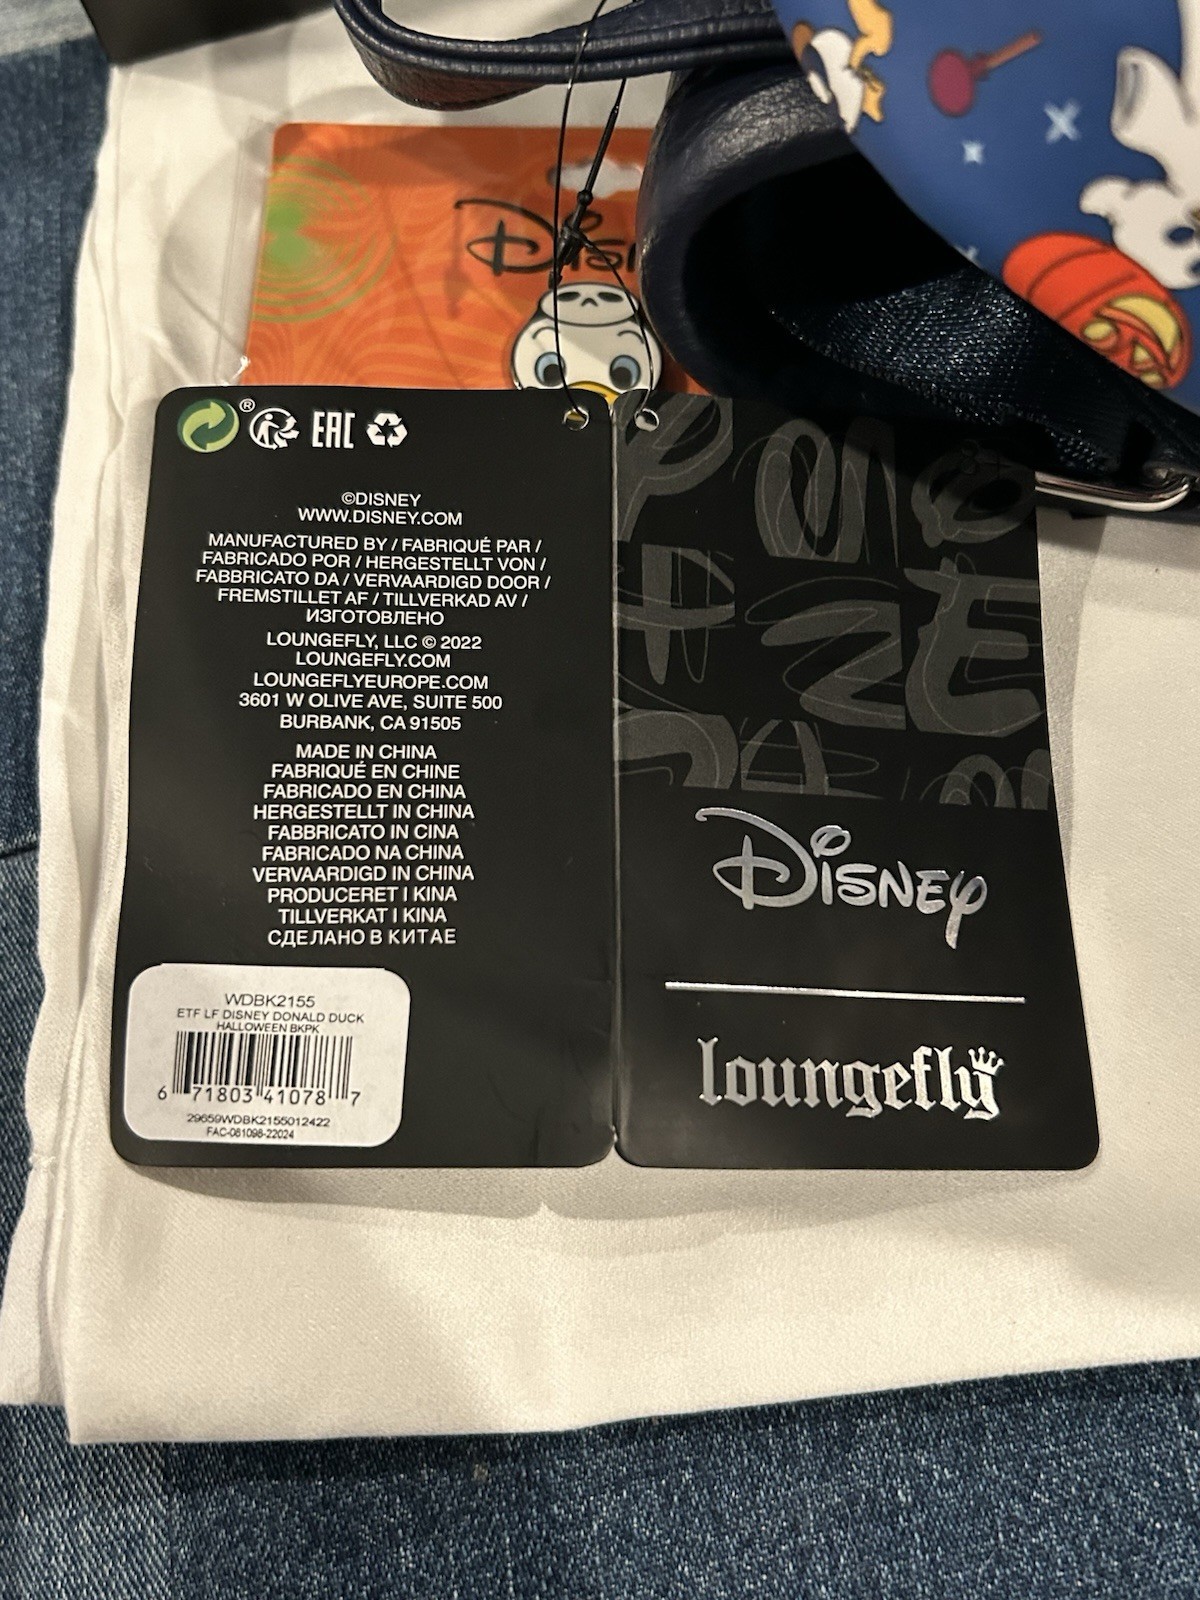 Disn
®
EAC
©DISNEY
WWW.DISNEY.COM
MANUFACTURED BY / FABRIQUÉ PAR /
FABRICADO POR / HERGESTELLT VON /
FABBRICATO DA / VERVAARDIGD DOOR /
FREMSTILLET AF / TILLVERKAD AV /
ИЗГОТОВЛЕНО
LOUNGEFLY, LLC © 2022
LOUNGEFLY.COM
LOUNGEFLYEUROPE.COM
3601 W OLIVE AVE, SUITE 500
BURBANK, CA 91505
MADE IN CHINA
FABRIQUÉ EN CHINE
FABRICADO EN CHINA
HERGESTELLT IN CHINA
FABBRICATO IN CINA
FABRICADO NA CHINA
VERVAARDIGD IN CHINA
PRODUCERET I KINA
TILLVERKAT I KINA
СДЕЛАНО В КИТАЕ
WDBK2155
ETF LF DISNEY DONALD DUCK
HALLOWEEN BKPK
6 71803 41078 7
29659WDBK2155012422
FAC-081098-22024
Disney
loungefly